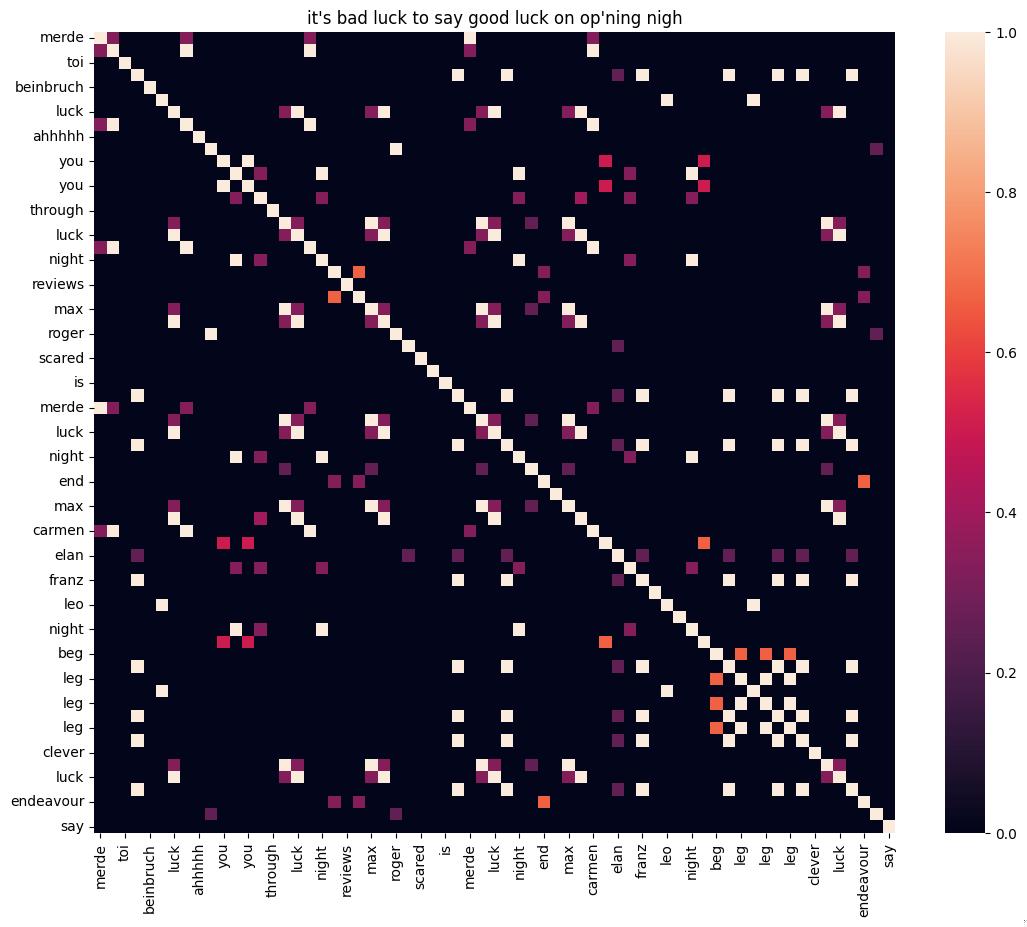 it's bad luck to say good luck on op'ning nigh
merde
toi
beinbruch
luck
ahhhhh
you
you
through
luck
night
reviews
max
roger
scared
is
merde
luck
night
end
max
carmen
elan
franz
leo
night
beg
leg
leg
leg
clever
luck
endeavour
say
1.0
0.8
0.6
0.4
0.2
0.0
merde
toi
beinbruch
luck
ahhhhh
you
you
through
luck
night
reviews
max
roger
scared
is
merde
luck
night
end
max
carmen
elan
franz
leo
night
beg
leg
leg
leg
clever
luck
endeavour
say